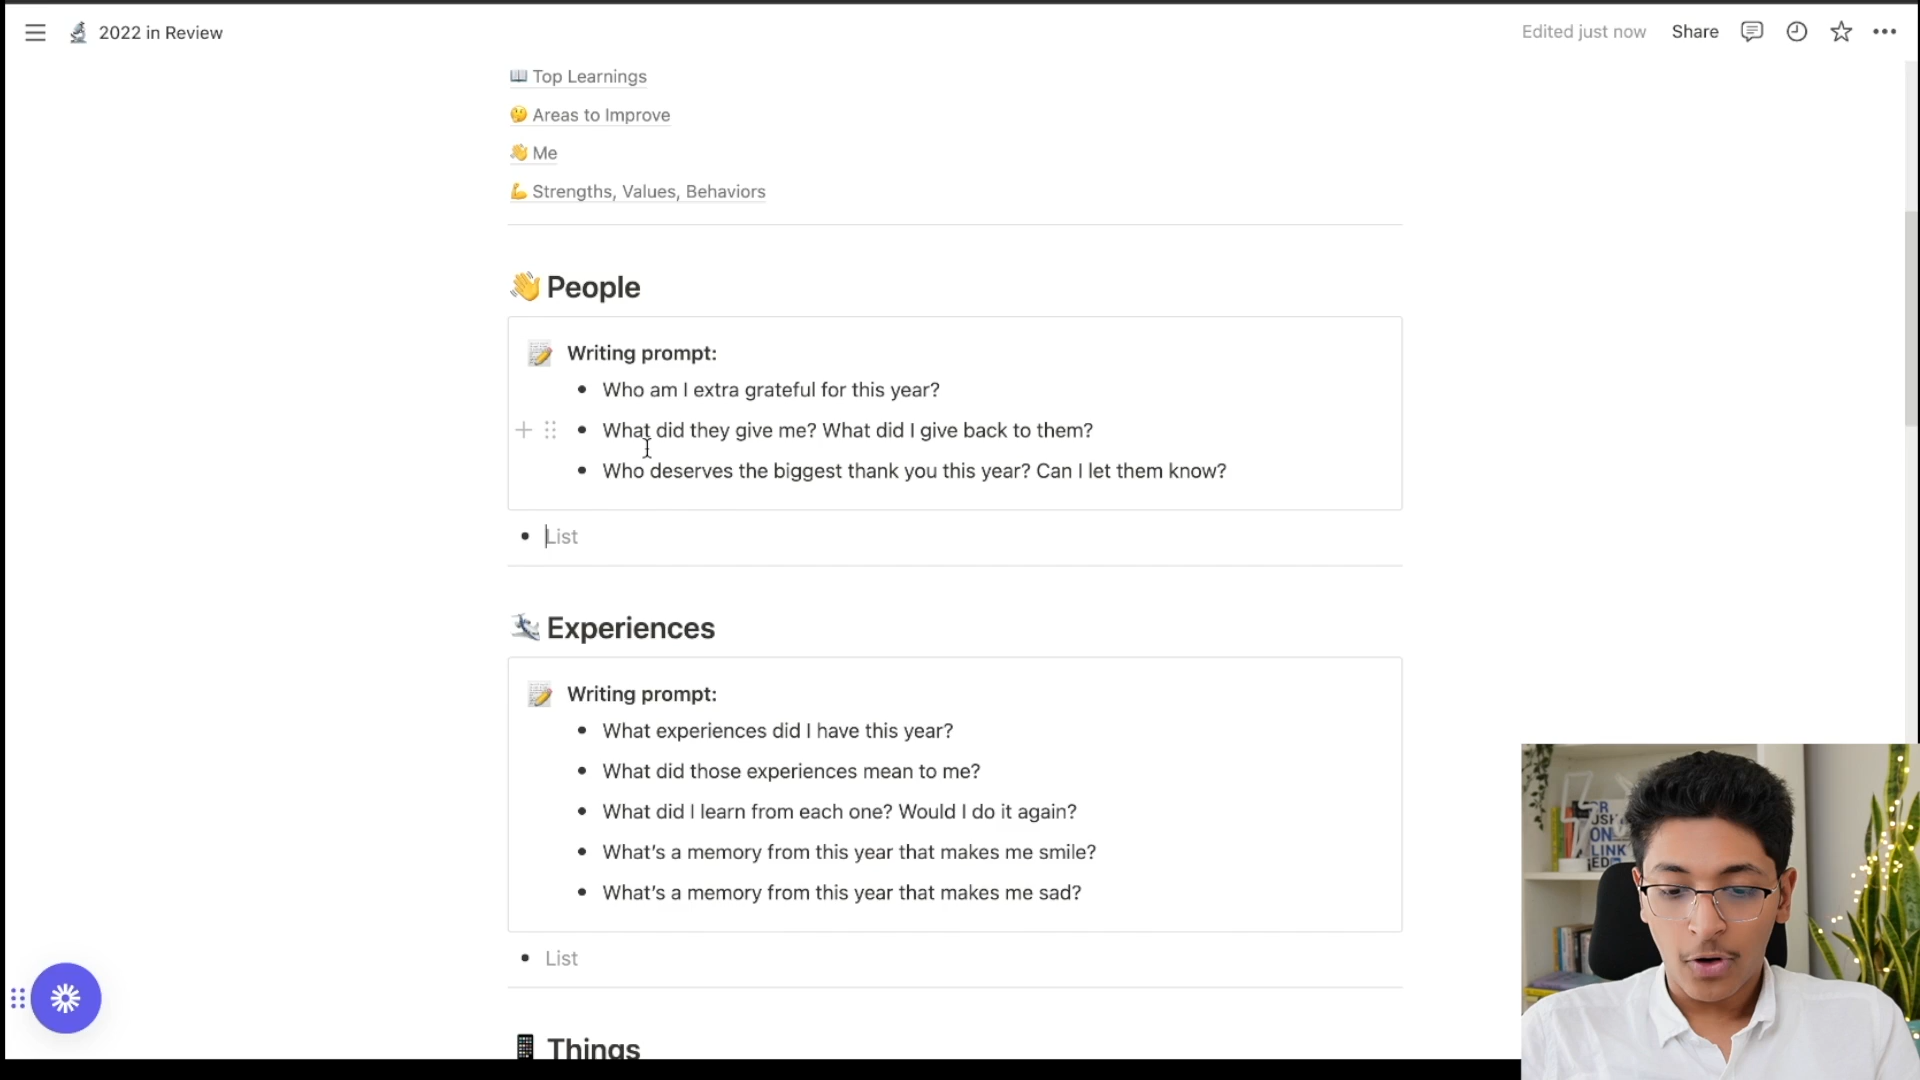 2022 in Review
Edited just now
Share
Top Learnings
Areas to Improve
Me
Strengths, Values, Behaviors
People
Writing prompt:
Who am I extra grateful for this year?
What did they give me? What did I give back to them?
Who deserves the biggest thank you this year? Can I let them know?
List
Experiences
Writing prompt:
What experiences did I have this year?
What did those experiences mean to me?
What did I learn from each one? Would I do it again?
What's a memory from this year that makes me smile?
What's a memory from this year that makes me sad?
List
Things
ON
LINK